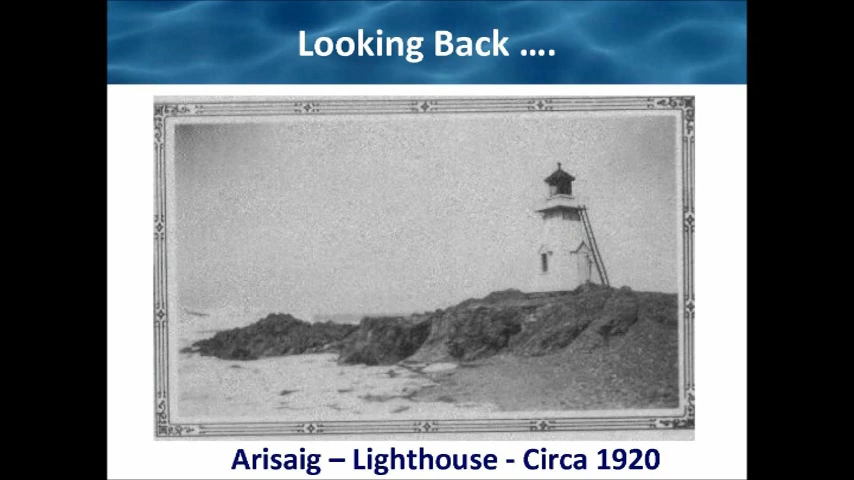 Looking Back ....
Arisaig – Lighthouse - Circa 1920